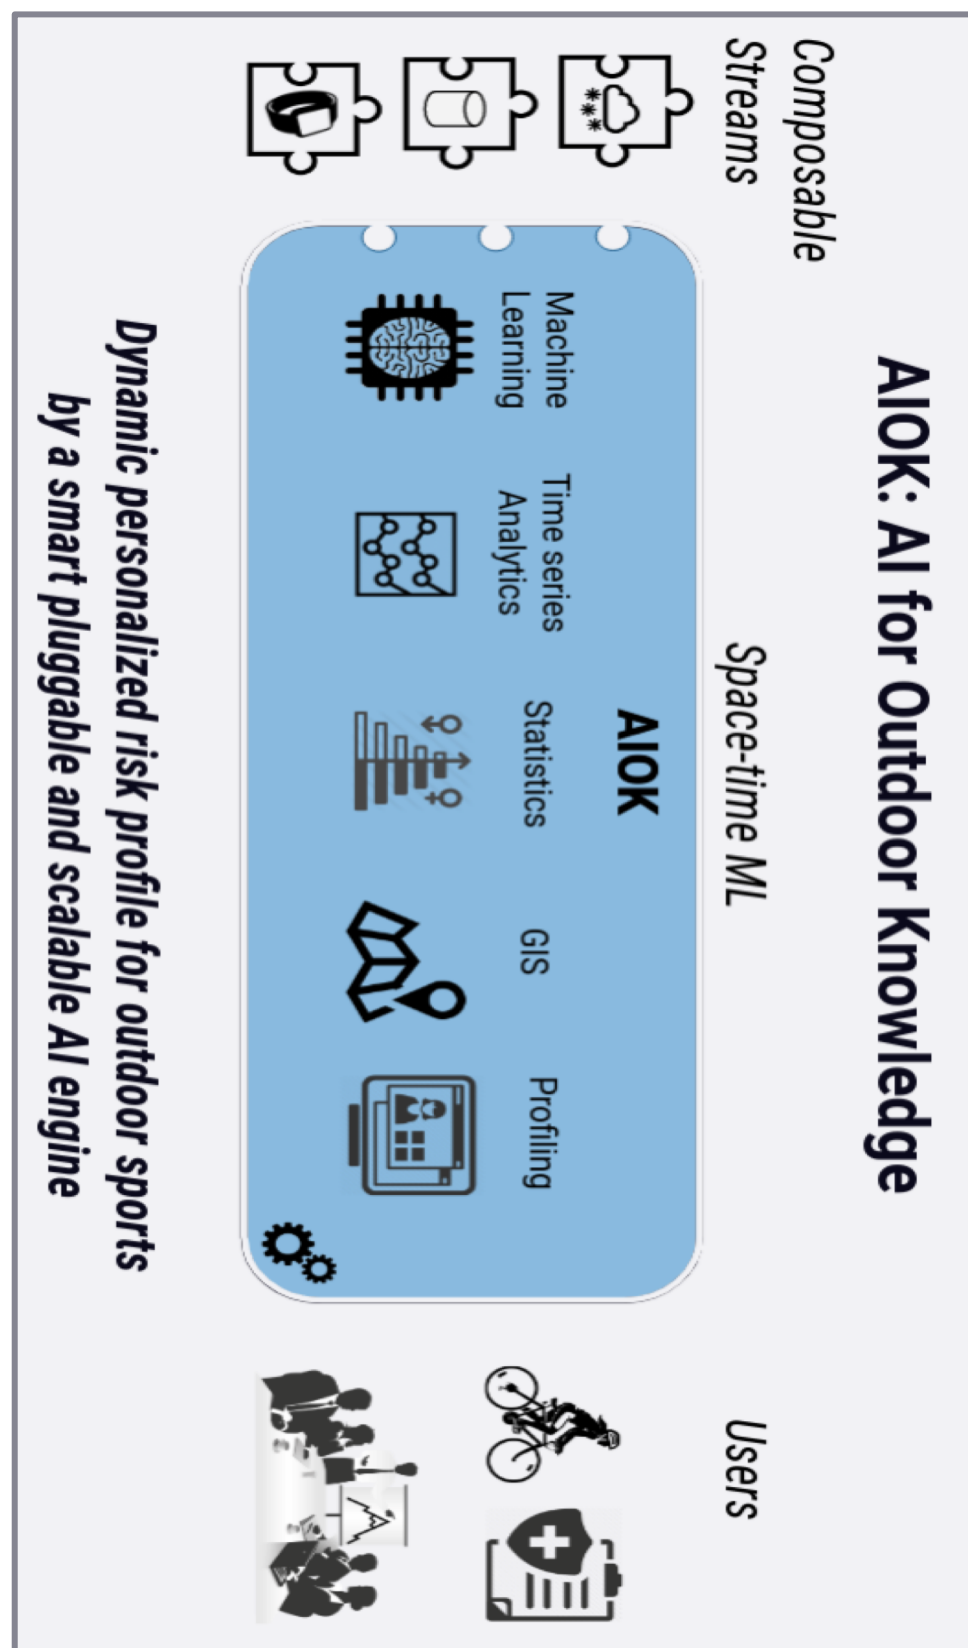 AIOK: AI for Outdoor Knowledge
Composable
Streams
Space-time ML
Users
AIOK
Machine
Learning
Time series
Analytics
Statistics
GIS
Profiling
Dynamic personalized risk profile for outdoor sports
by a smart pluggable and scalable AI engine